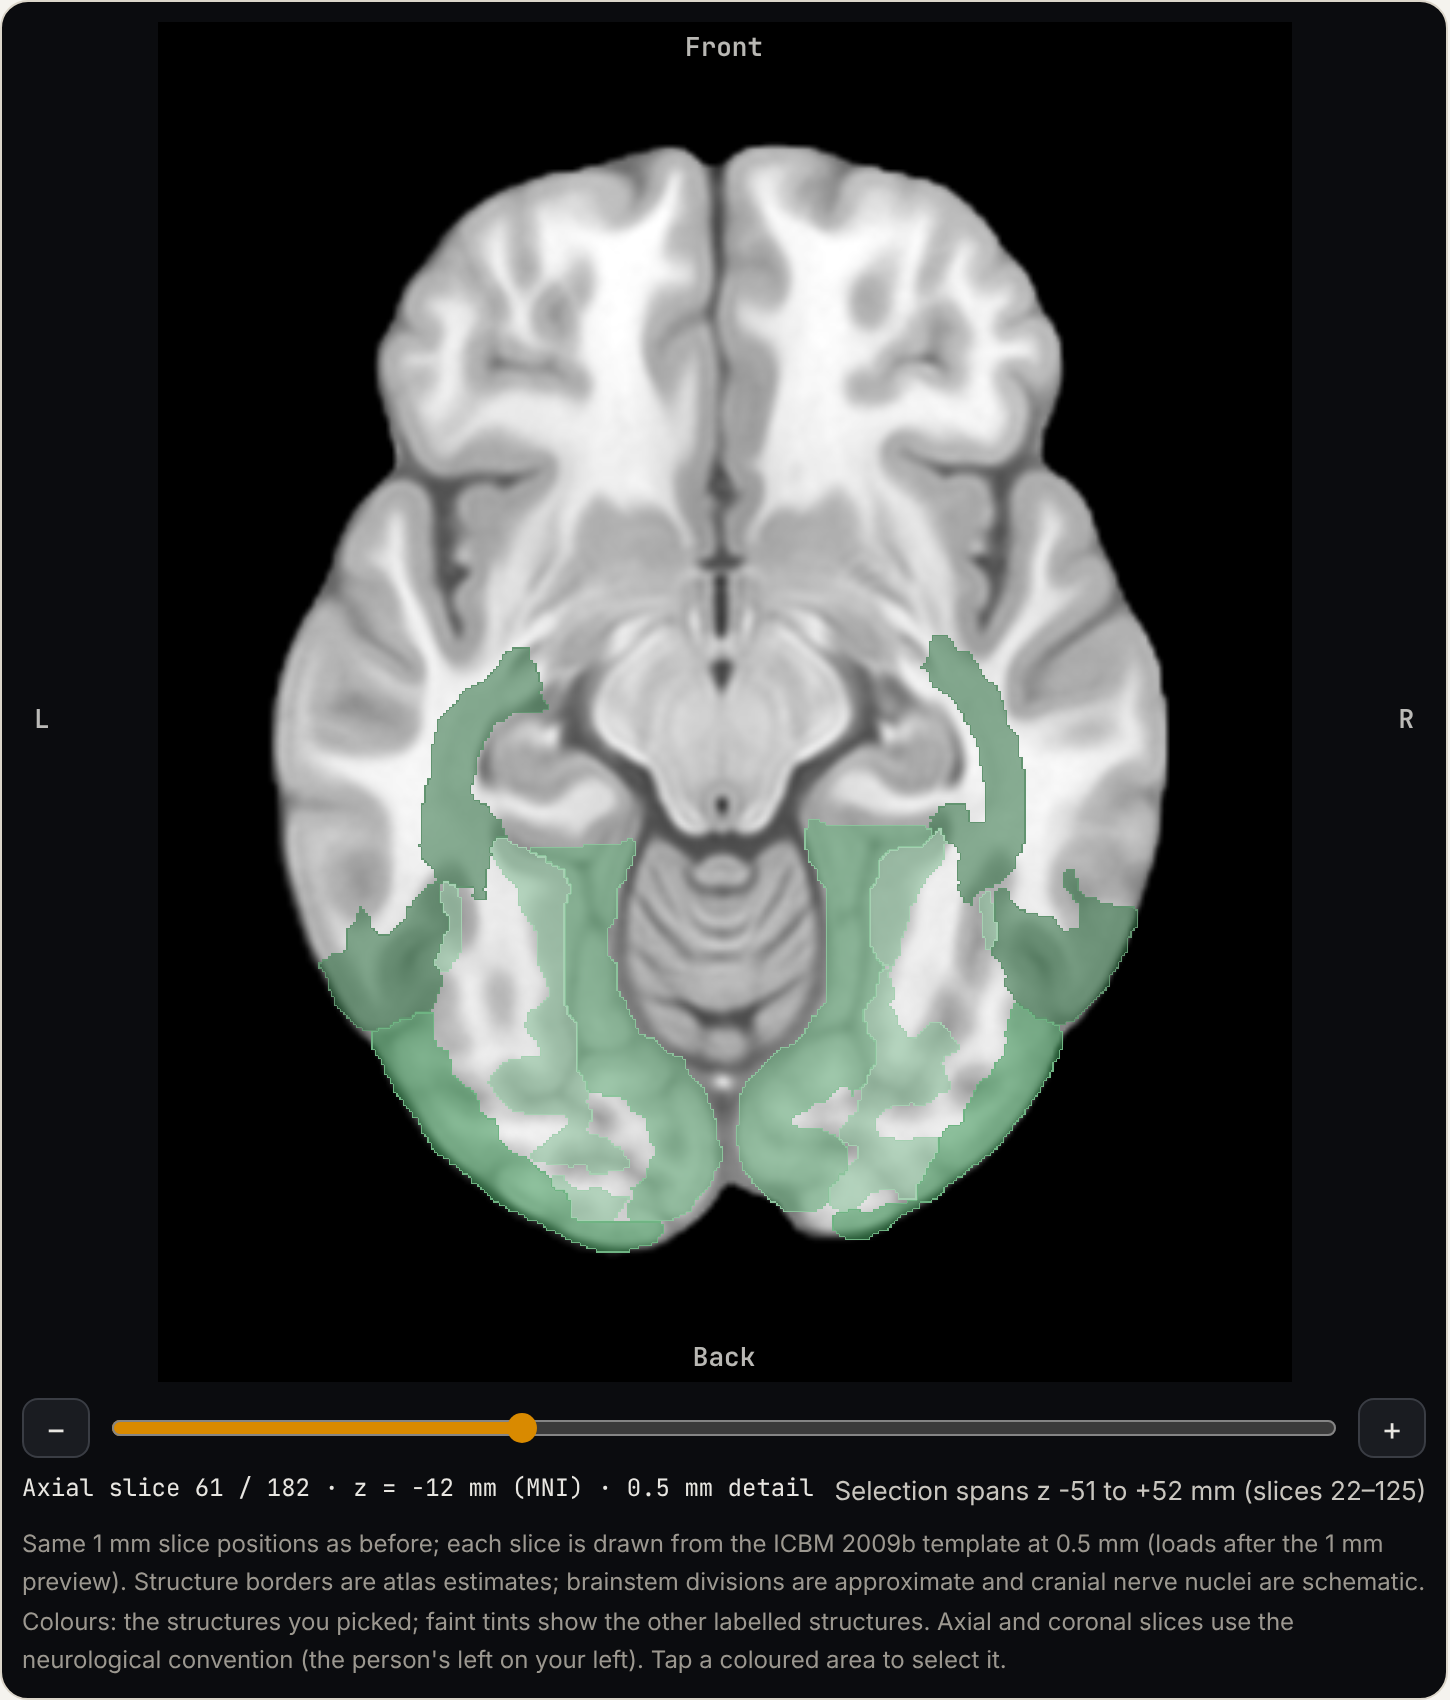 Front
L
R
Back
−
+
Axial slice 61 / 182 · z = -12 mm (MNI) · 0.5 mm detail
Selection spans z -51 to +52 mm (slices 22–125)
Same 1 mm slice positions as before; each slice is drawn from the ICBM 2009b template at 0.5 mm (loads after the 1 mm
preview). Structure borders are atlas estimates; brainstem divisions are approximate and cranial nerve nuclei are schematic.
Colours: the structures you picked; faint tints show the other labelled structures. Axial and coronal slices use the
neurological convention (the person's left on your left). Tap a coloured area to select it.